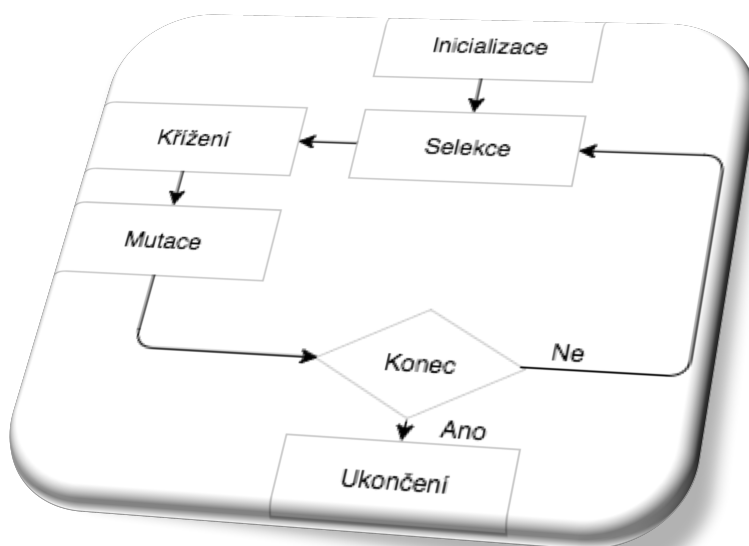 Inicializace
Selekce
Křížení
Mutace
Konec
Ne
Ano
Ukončení